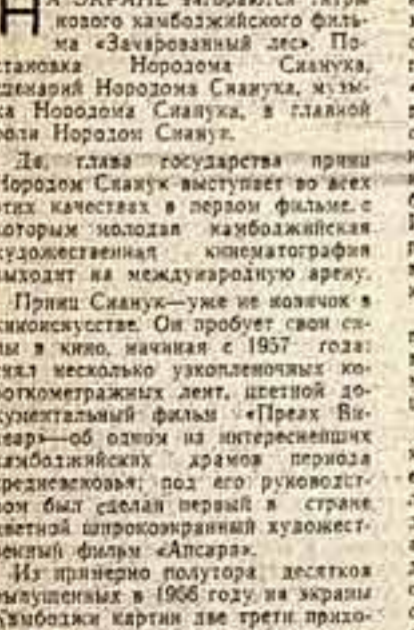 НА ЭКРАНЕ загораются титры
нового камбоджийского филь-
ма «Зачарованный лес». По-
становка Нородома Сианука,
сценарий Нородома Сианука, музы-
ка Нородома Сианука, в главной
роли Нородом Сианук.
Да, глава государства принц
Нородом Сианук выступает во всех
этих качествах в первом фильме, с
которым молодая камбоджийская
художественная кинематография
выходит на международную арену.
Принц Сианук—уже не новичок в
киноискусстве. Он пробует свои си-
лы в кино, начиная с 1957 года:
снял несколько узкопленочных ко-
роткометражных лент, цветной до-
кументальный фильм «Преах Ви-
хеар»—об одном из интереснейших
камбоджийских храмов периода
средневековья; под его руководст-
вом был сделан первый в стране
цветной широкоэкранный художест-
венный фильм «Апсара».
Из примерно полутора десятков
выпущенных в 1966 году на экраны
Камбоджи картин две трети прихо-